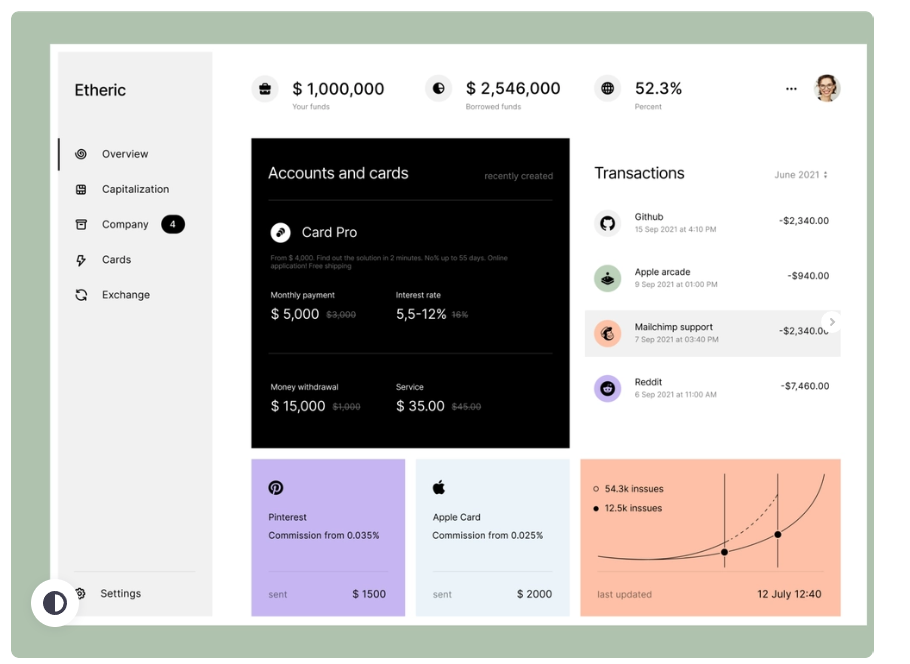 Etheric
Overview
Capitalization
Company 4
Cards
Exchange
Settings
$ 1,000,000
Your funds
$ 2,546,000
Borrowed funds
52.3%
Percent
Accounts and cards
recently created
Card Pro
From $ 4,000. Find out the solution in 2 minutes. No% up to 55 days. Online
application! Free shipping
Monthly payment
$ 5,000 $3,000
Interest rate
5,5-12% 16%
Money withdrawal
$ 15,000 $1,000
Service
$ 35.00 $45.00
Transactions
June 2021
Github
15 Sep 2021 at 4:10 PM
-$2,340.00
Apple arcade
9 Sep 2021 at 01:00 PM
-$940.00
Mailchimp support
7 Sep 2021 at 03:40 PM
-$2,340.00
Reddit
6 Sep 2021 at 11:00 AM
-$7,460.00
Pinterest
Commission from 0.035%
sent $ 1500
Apple Card
Commission from 0.025%
sent $ 2000
54.3k inssues
12.5k inssues
last updated 12 July 12:40